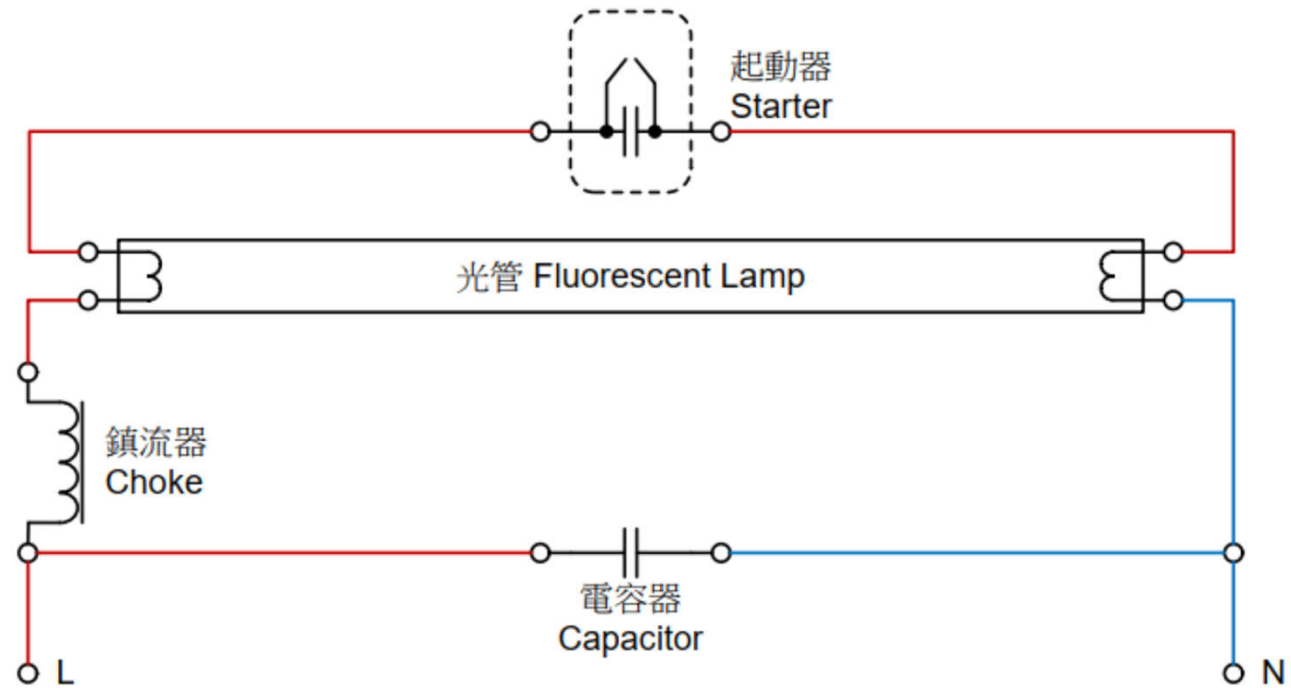 起動器
Starter
光管 Fluorescent Lamp
鎮流器
Choke
電容器
Capacitor
L
N